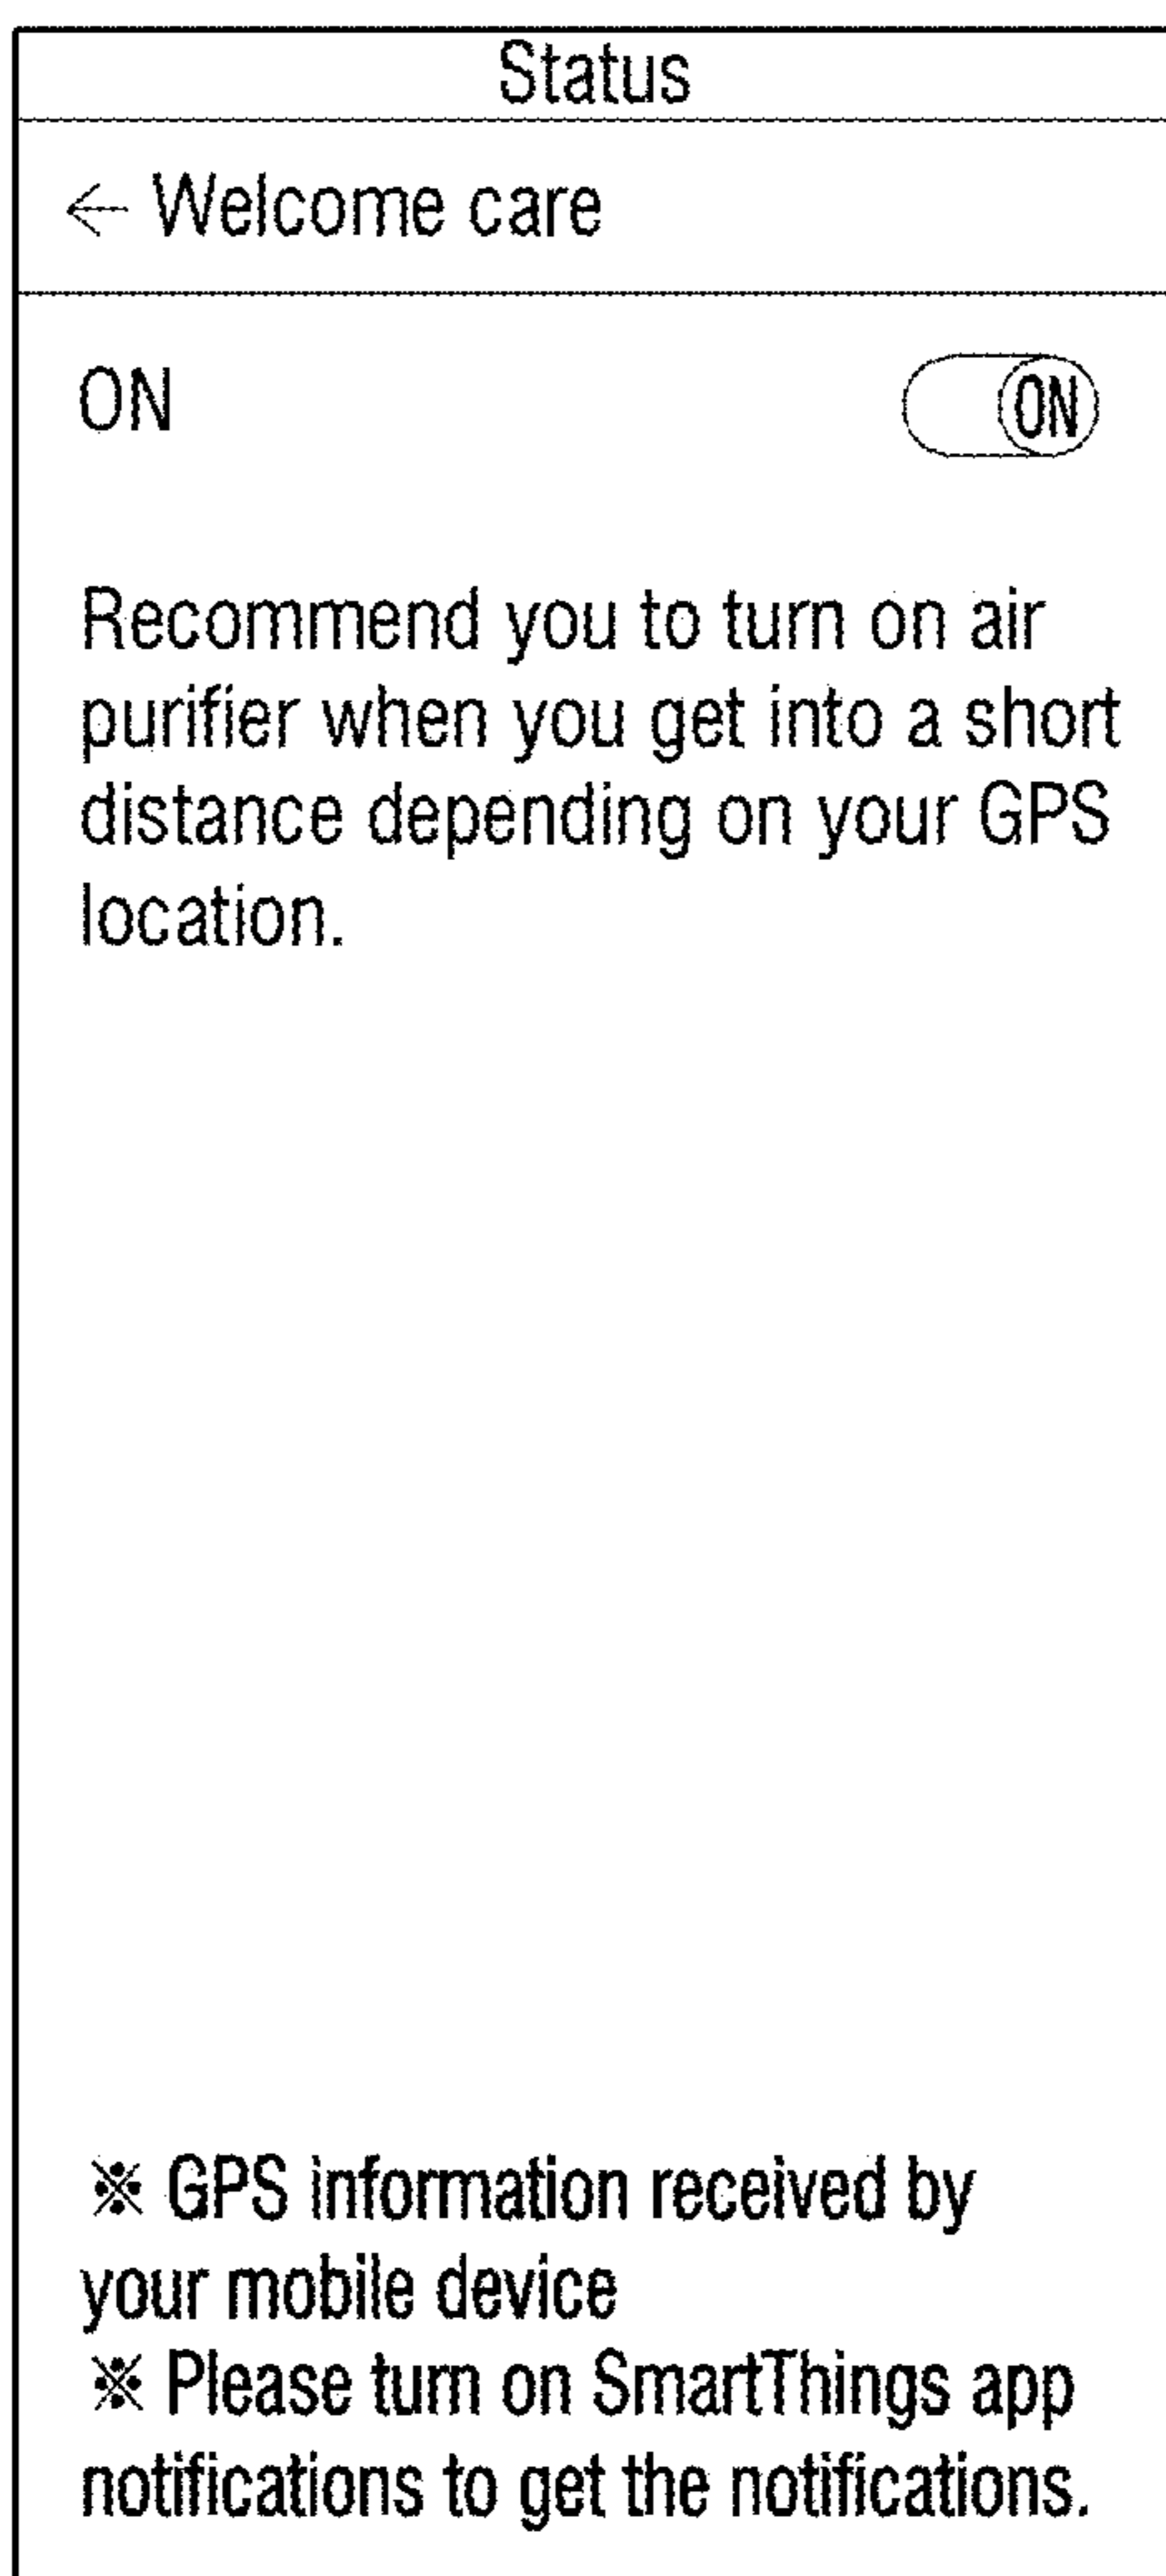 Status
← Welcome care
ON
ON
Recommend you to turn on air
purifier when you get into a short
distance depending on your GPS
location.
※ GPS information received by
your mobile device
※ Please turn on SmartThings app
notifications to get the notifications.